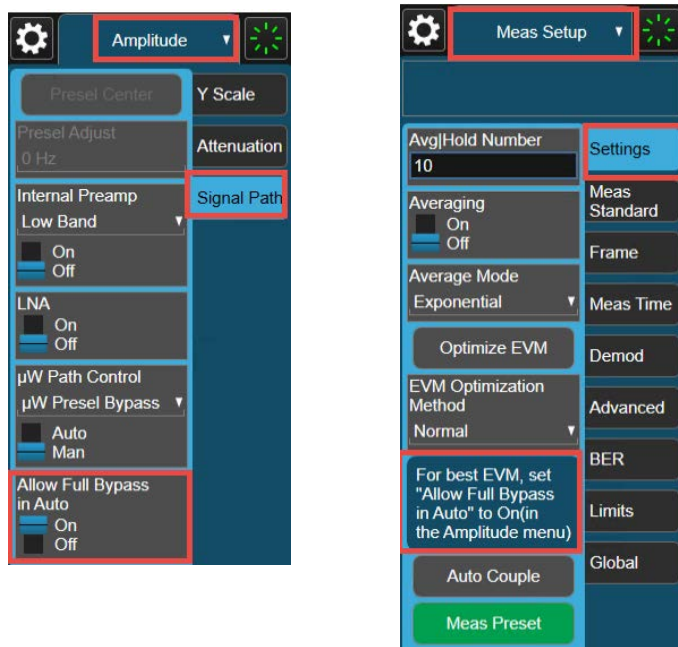 Amplitude
Presel Center
Y Scale
Presel Adjust
0 Hz
Attenuation
Internal Preamp
Low Band
On
Off
Signal Path
LNA
On
Off
µW Path Control
µW Presel Bypass
Auto
Man
Allow Full Bypass
in Auto
On
Off
Meas Setup
Avg|Hold Number
10
Settings
Averaging
On
Off
Meas
Standard
Frame
Average Mode
Exponential
Meas Time
Optimize EVM
Demod
EVM Optimization
Method
Normal
Advanced
BER
For best EVM, set
"Allow Full Bypass
in Auto" to On(in
the Amplitude menu)
Limits
Global
Auto Couple
Meas Preset